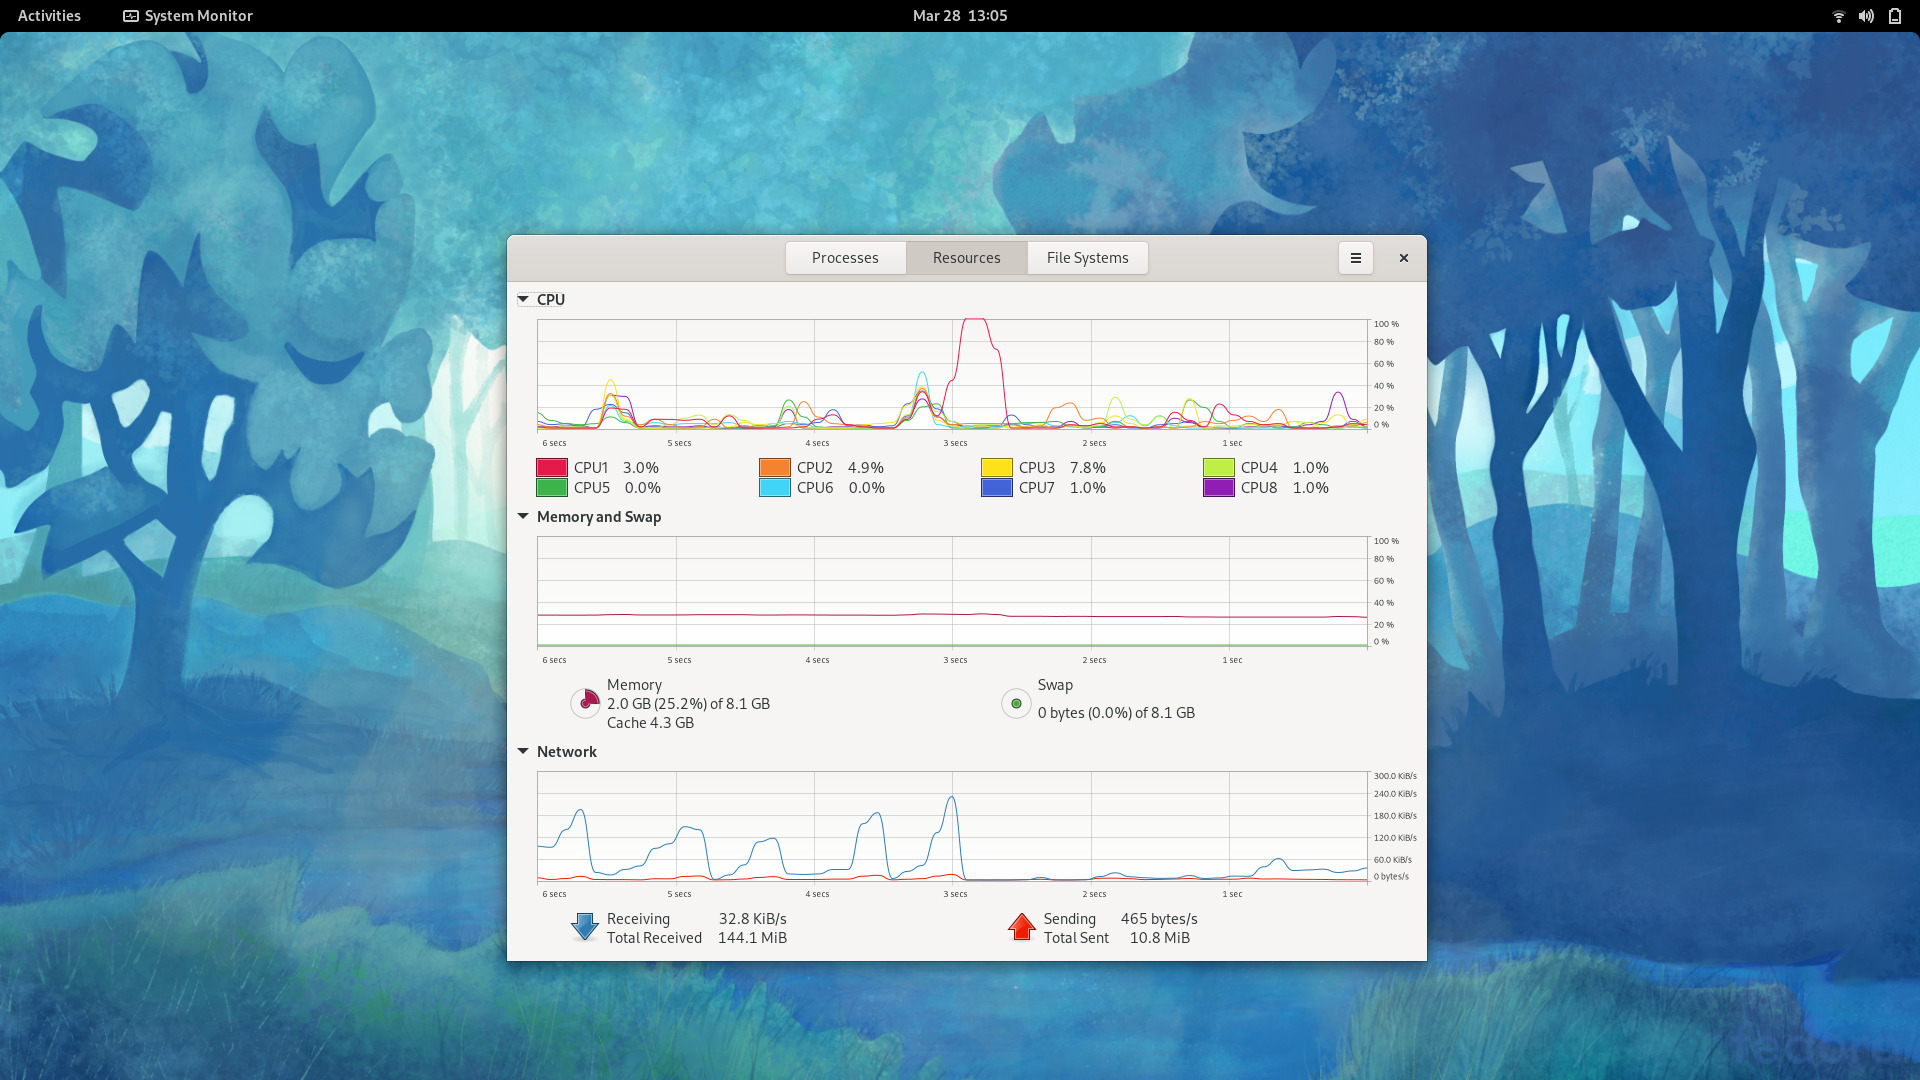 Activities System Monitor Mar 28 13:05
Processes Resources File Systems
CPU
100 %
80 %
60 %
40 %
20 %
0 %
6 secs 5 secs 4 secs 3 secs 2 secs 1 sec
CPU1 3.0% CPU2 4.9% CPU3 7.8% CPU4 1.0%
CPU5 0.0% CPU6 0.0% CPU7 1.0% CPU8 1.0%
Memory and Swap
100 %
80 %
60 %
40 %
20 %
0 %
6 secs 5 secs 4 secs 3 secs 2 secs 1 sec
Memory
2.0 GB (25.2%) of 8.1 GB
Cache 4.3 GB
Swap
0 bytes (0.0%) of 8.1 GB
Network
300.0 KiB/s
240.0 KiB/s
180.0 KiB/s
120.0 KiB/s
60.0 KiB/s
0 bytes/s
6 secs 5 secs 4 secs 3 secs 2 secs 1 sec
Receiving 32.8 KiB/s
Total Received 144.1 MiB
Sending 465 bytes/s
Total Sent 10.8 MiB
fedora